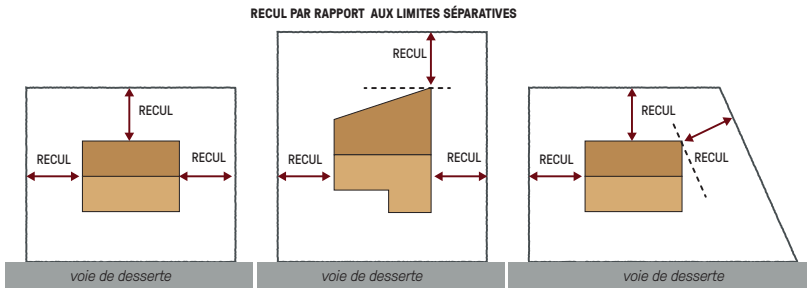 RECUL PAR RAPPORT AUX LIMITES SÉPARATIVES
RECUL
RECUL
RECUL
voie de desserte
RECUL
RECUL
RECUL
voie de desserte
RECUL
RECUL
RECUL
voie de desserte